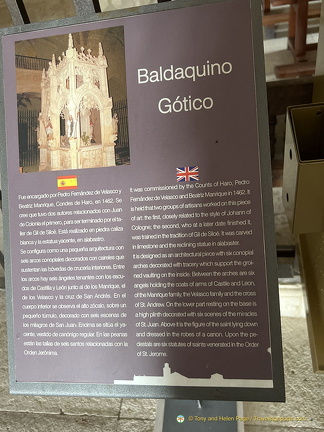 Baldaquino
Gótico
Fue encargado por Pedro Fernández de Velasco y
Beatriz Manrique, Condes de Haro, en 1462. Se
cree que tuvo dos autores relacionados con Juan
de Colonia el primero, para ser terminado por el ta-
ller de Gil de Siloé. Está realizado en piedra caliza
blanca y la estatua yacente, en alabastro.
Se configura como una pequeña arquitectura, con
seis arcos conopiales decorados con caireles que
sustentan las bóvedas de crucería interiores. Entre
los arcos hay seis ángeles tenantes con los escu-
dos de Castilla y León junto al de los Manrique, el
de los Velasco y la cruz de San Andrés. En el
cuerpo inferior se observa el alto zócalo, sobre un
pequeño túmulo, decorado con seis escenas de
los milagros de San Juan. Encima se sitúa el ya-
cente, vestido de canónigo regular. En las peanas
están las tallas de seis santos relacionadas con la
Orden Jerónima.
It was commissioned by the Counts of Haro, Pedro
Fernández de Velasco and Beatriz Manrique, in 1462. It
is held that two groups of artisans worked on this piece
of art: the first, closely related to the style of Johann of
Cologne; the second, who at a later date finished it,
was trained in the tradition of Gil de Siloé. It was carved
in limestone and the reclining statue in alabaster.
It is designed as an architectural piece with six conopial
arches decorated with tracery which support the groi-
ned vaulting on the inside. Between the arches are six
angels holding the coats of arms of Castile and Leon,
of the Manrique family, the Velasco family and the cross
of St. Andrew. On the lower part resting on the base is
a high plinth decorated with six scenes of the miracles
of St. Juan. Above it is the figure of the saint lying down
and dressed in the robes of a canon. Upon the pe-
destals are six statues of saints venerated in the Order
of St. Jerome.
© Tony and Helen Page / Travel